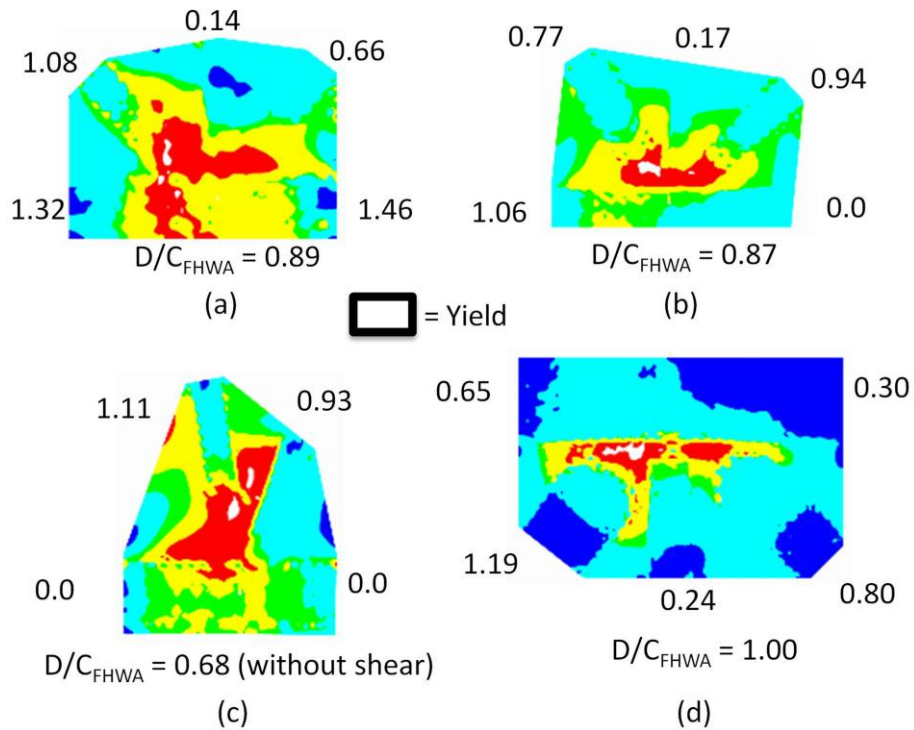 0.14
1.08
0.66
1.32
1.46
D/C_FHWA = 0.89
(a)
0.77
0.17
0.94
1.06
0.0
D/C_FHWA = 0.87
(b)
= Yield
1.11
0.93
0.0
0.0
D/C_FHWA = 0.68 (without shear)
(c)
0.65
0.30
1.19
0.24
0.80
D/C_FHWA = 1.00
(d)